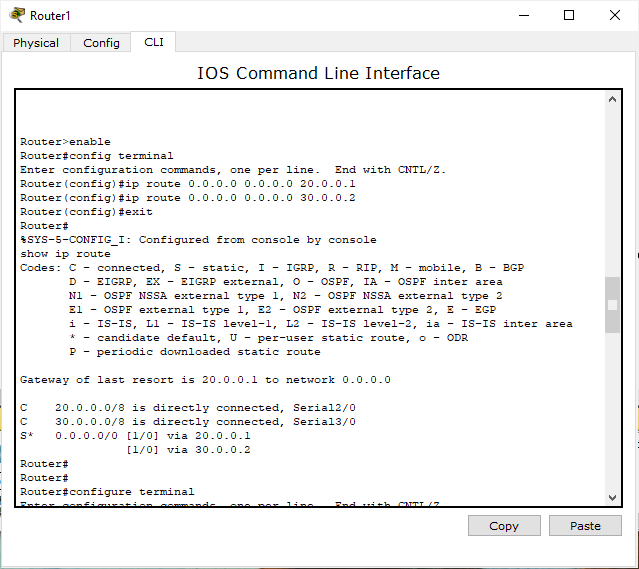 Router1
Physical Config CLI
IOS Command Line Interface
Router>enable
Router#config terminal
Enter configuration commands, one per line.  End with CNTL/Z.
Router(config)#ip route 0.0.0.0 0.0.0.0 20.0.0.1
Router(config)#ip route 0.0.0.0 0.0.0.0 30.0.0.2
Router(config)#exit
Router#
%SYS-5-CONFIG_I: Configured from console by console
show ip route
Codes: C - connected, S - static, I - IGRP, R - RIP, M - mobile, B - BGP
       D - EIGRP, EX - EIGRP external, O - OSPF, IA - OSPF inter area
       N1 - OSPF NSSA external type 1, N2 - OSPF NSSA external type 2
       E1 - OSPF external type 1, E2 - OSPF external type 2, E - EGP
       i - IS-IS, L1 - IS-IS level-1, L2 - IS-IS level-2, ia - IS-IS inter area
       * - candidate default, U - per-user static route, o - ODR
       P - periodic downloaded static route
Gateway of last resort is 20.0.0.1 to network 0.0.0.0
C    20.0.0.0/8 is directly connected, Serial2/0
C    30.0.0.0/8 is directly connected, Serial3/0
S*   0.0.0.0/0 [1/0] via 20.0.0.1
               [1/0] via 30.0.0.2
Router#
Router#
Router#configure terminal
Enter configuration commands, one per line.  End with CNTL/Z.
Copy Paste